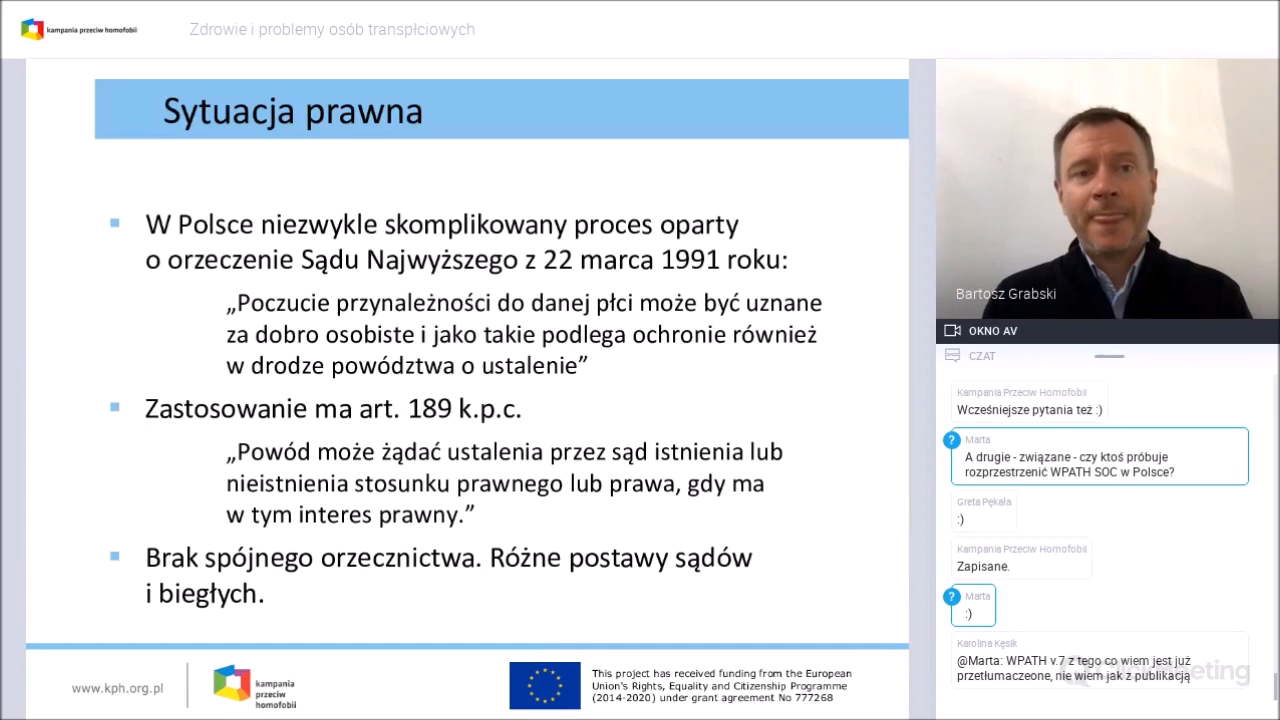 kampania przeciw homofobii
Zdrowie i problemy osób transpłciowych
Sytuacja prawna
W Polsce niezwykle skomplikowany proces oparty
o orzeczenie Sądu Najwyższego z 22 marca 1991 roku:
„Poczucie przynależności do danej płci może być uznane
za dobro osobiste i jako takie podlega ochronie również
w drodze powództwa o ustalenie”
Zastosowanie ma art. 189 k.p.c.
„Powód może żądać ustalenia przez sąd istnienia lub
nieistnienia stosunku prawnego lub prawa, gdy ma
w tym interes prawny.”
Brak spójnego orzecznictwa. Różne postawy sądów
i biegłych.
www.kph.org.pl
kampania
przeciw
homofobii
This project has received funding from the European
Union's Rights, Equality and Citizenship Programme
(2014-2020) under grant agreement No 777268
Bartosz Grabski
OKNO AV
CZAT
Kampania Przeciw Homofobii
Wcześniejsze pytania też :)
?
Marta
A drugie - związane - czy ktoś próbuje
rozprzestrzenić WPATH SOC w Polsce?
Greta Pękała
:)
Kampania Przeciw Homofobii
Zapisane.
?
Marta
:)
Karolina Kęsik
@Marta: WPATH v.7 z tego co wiem jest już
przetłumaczeone, nie wiem jak z publikacją